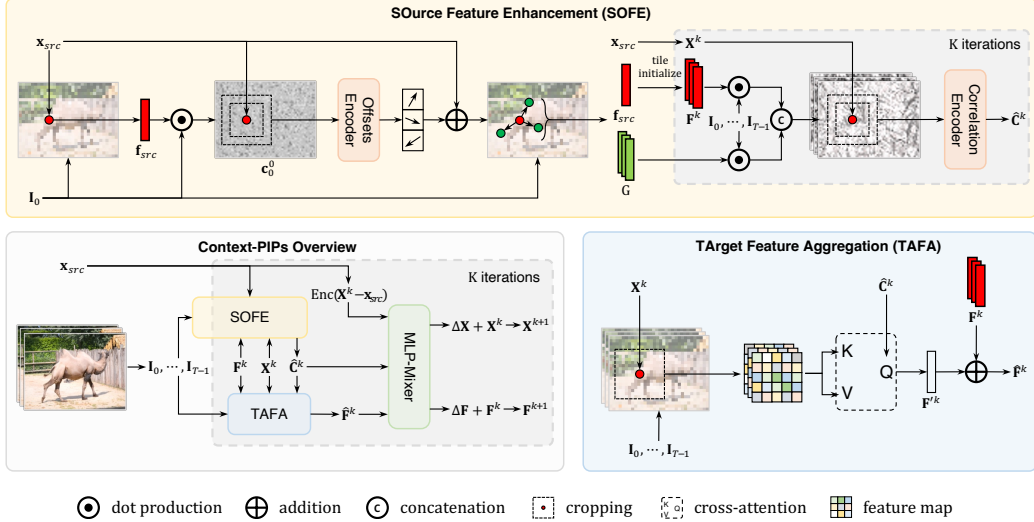 SOurce Feature Enhancement (SOFE)
x_src
f_src
I_0
c_0^0
Offsets
Encoder
x_src
X^k
K iterations
tile
initialize
f_src
F^k
I_0, ⋯, I_{T−1}
G
C
Correlation
Encoder
Ĉ^k
Context-PIPs Overview
x_src
K iterations
Enc(X^k−x_src)
SOFE
I_0, ⋯, I_{T−1}
F^k
X^k
Ĉ^k
TAFA
F̂^k
MLP-Mixer
ΔX + X^k → X^{k+1}
ΔF + F^k → F^{k+1}
TArget Feature Aggregation (TAFA)
X^k
Ĉ^k
F^k
K
V
Q
F'^k
F̂^k
I_0, ⋯, I_{T−1}
dot production
addition
C concatenation
cropping
K V Q cross-attention
feature map